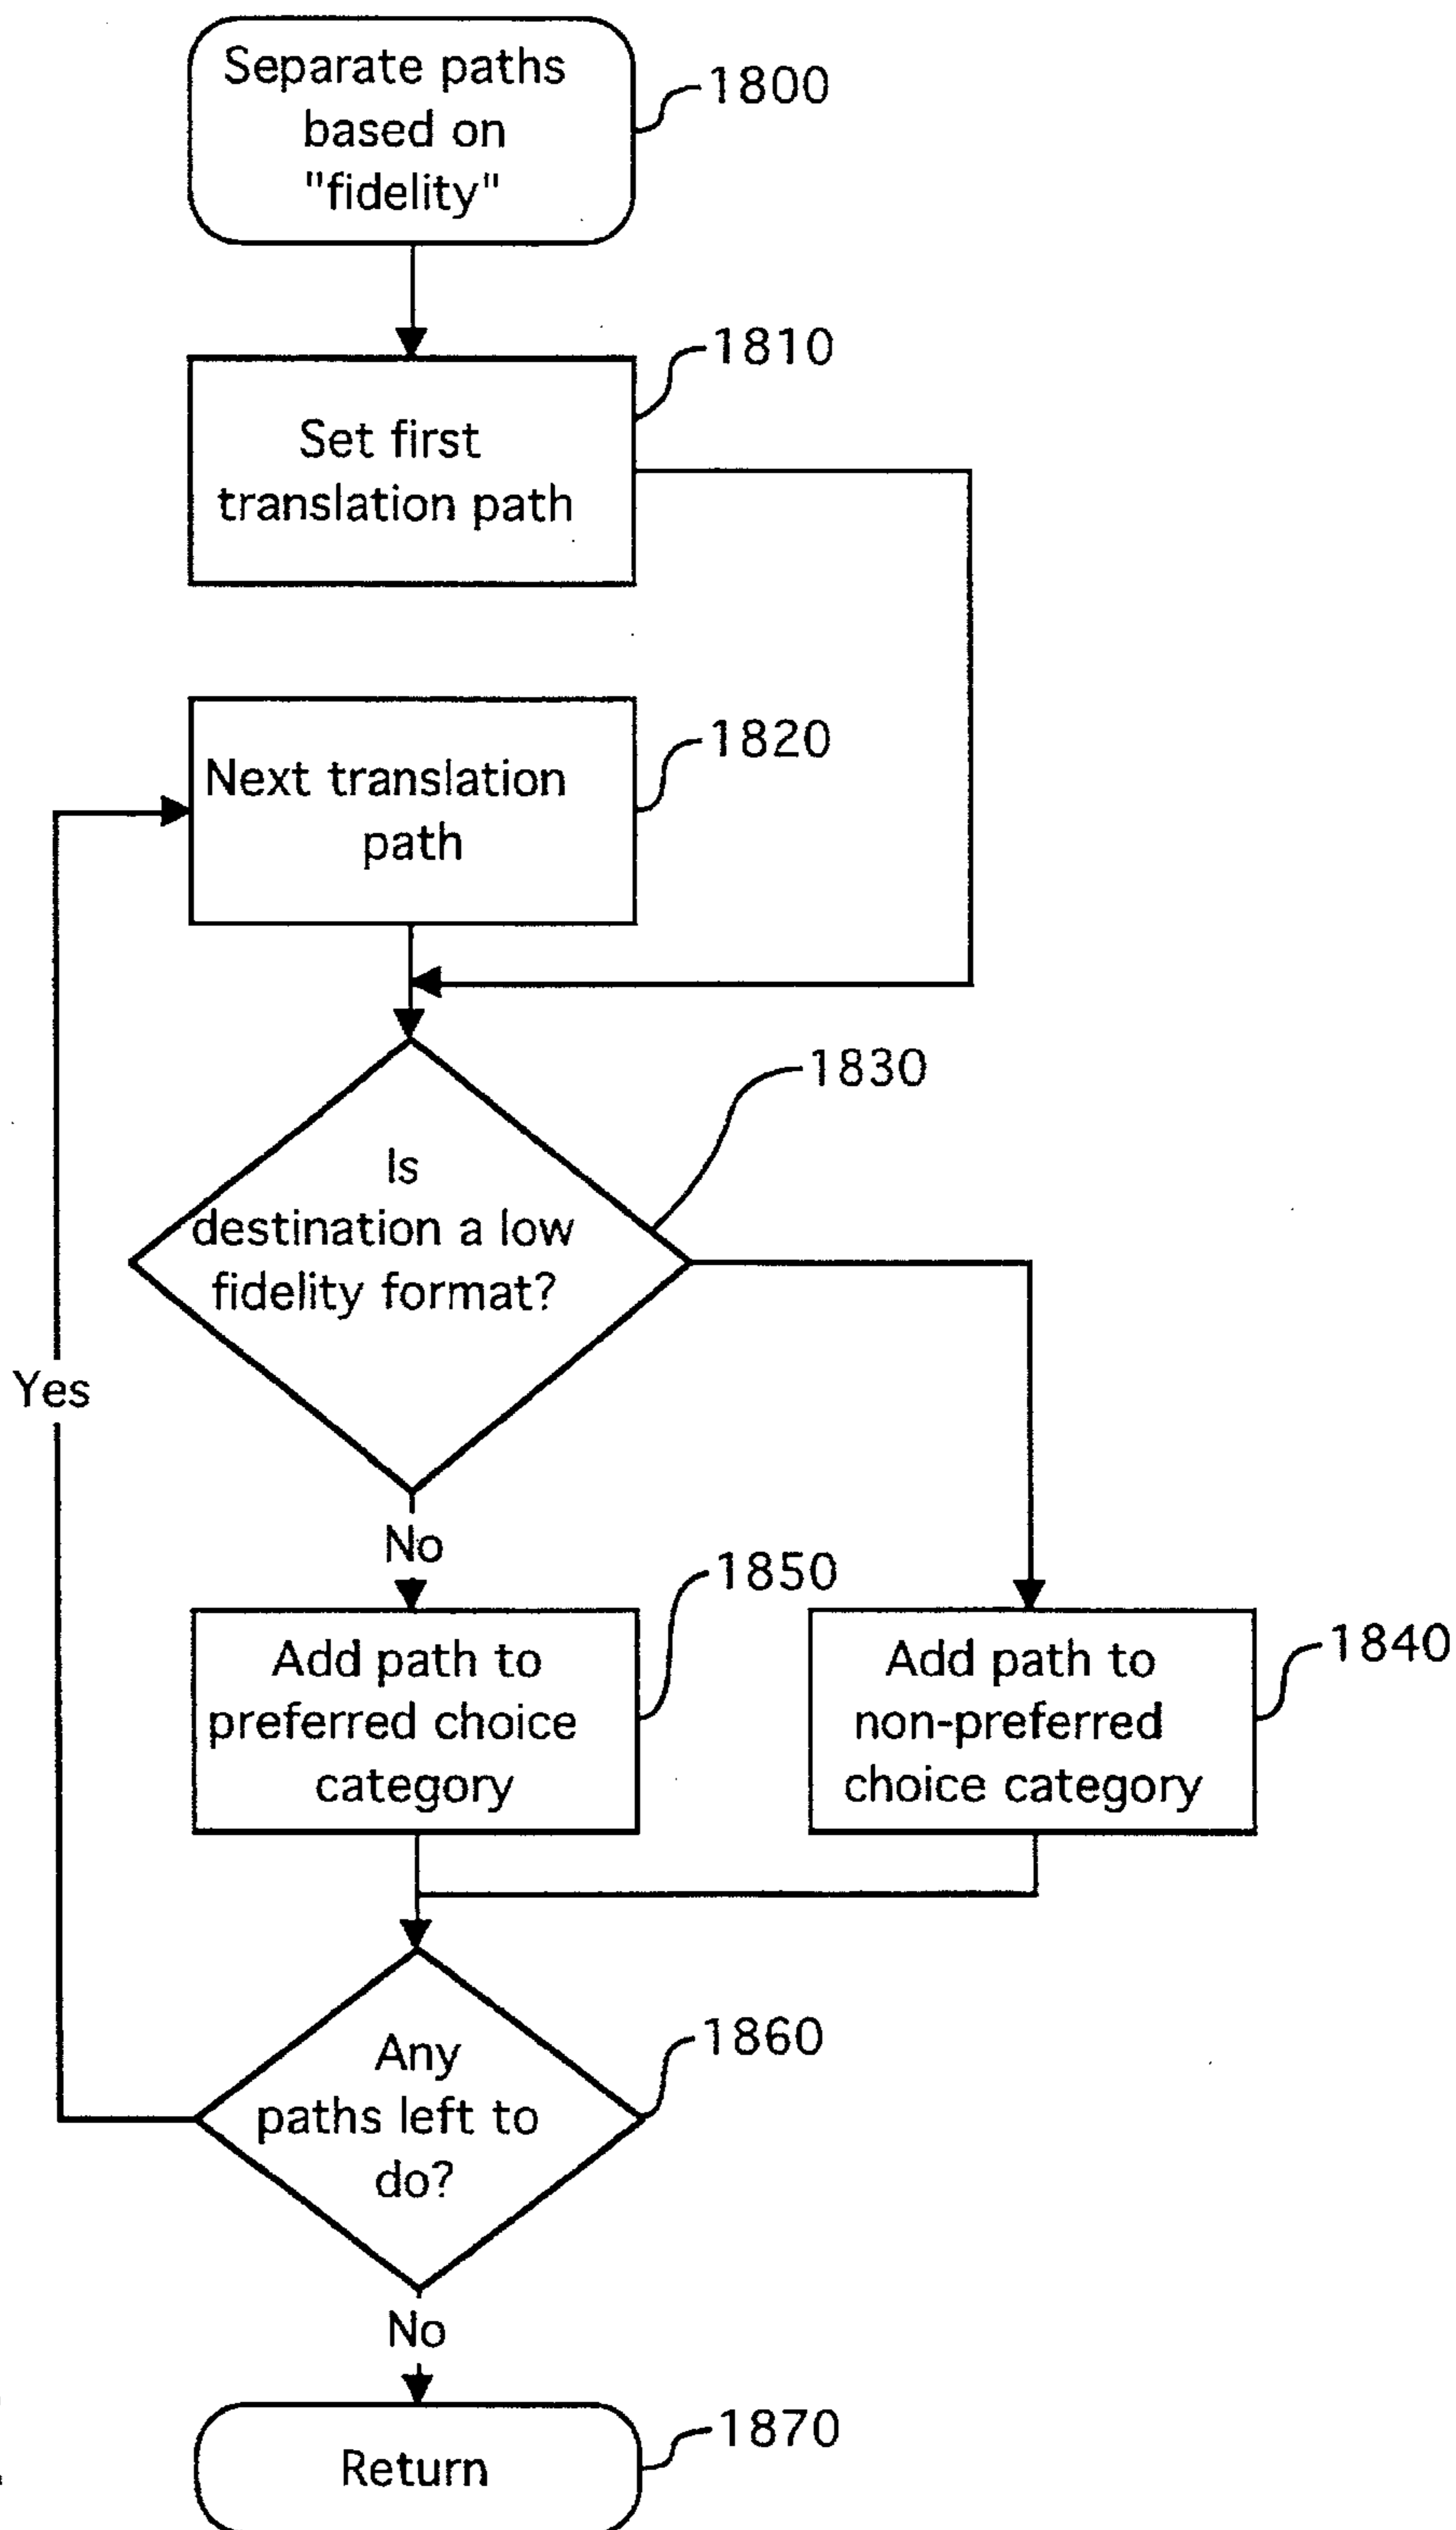 Separate paths
based on
"fidelity"
1800
1810
Set first
translation path
1820
Next translation
path
1830
Is
destination a low
fidelity format?
Yes
No
1850
Add path to
preferred choice
category
1840
Add path to
non-preferred
choice category
1860
Any
paths left to
do?
No
1870
Return